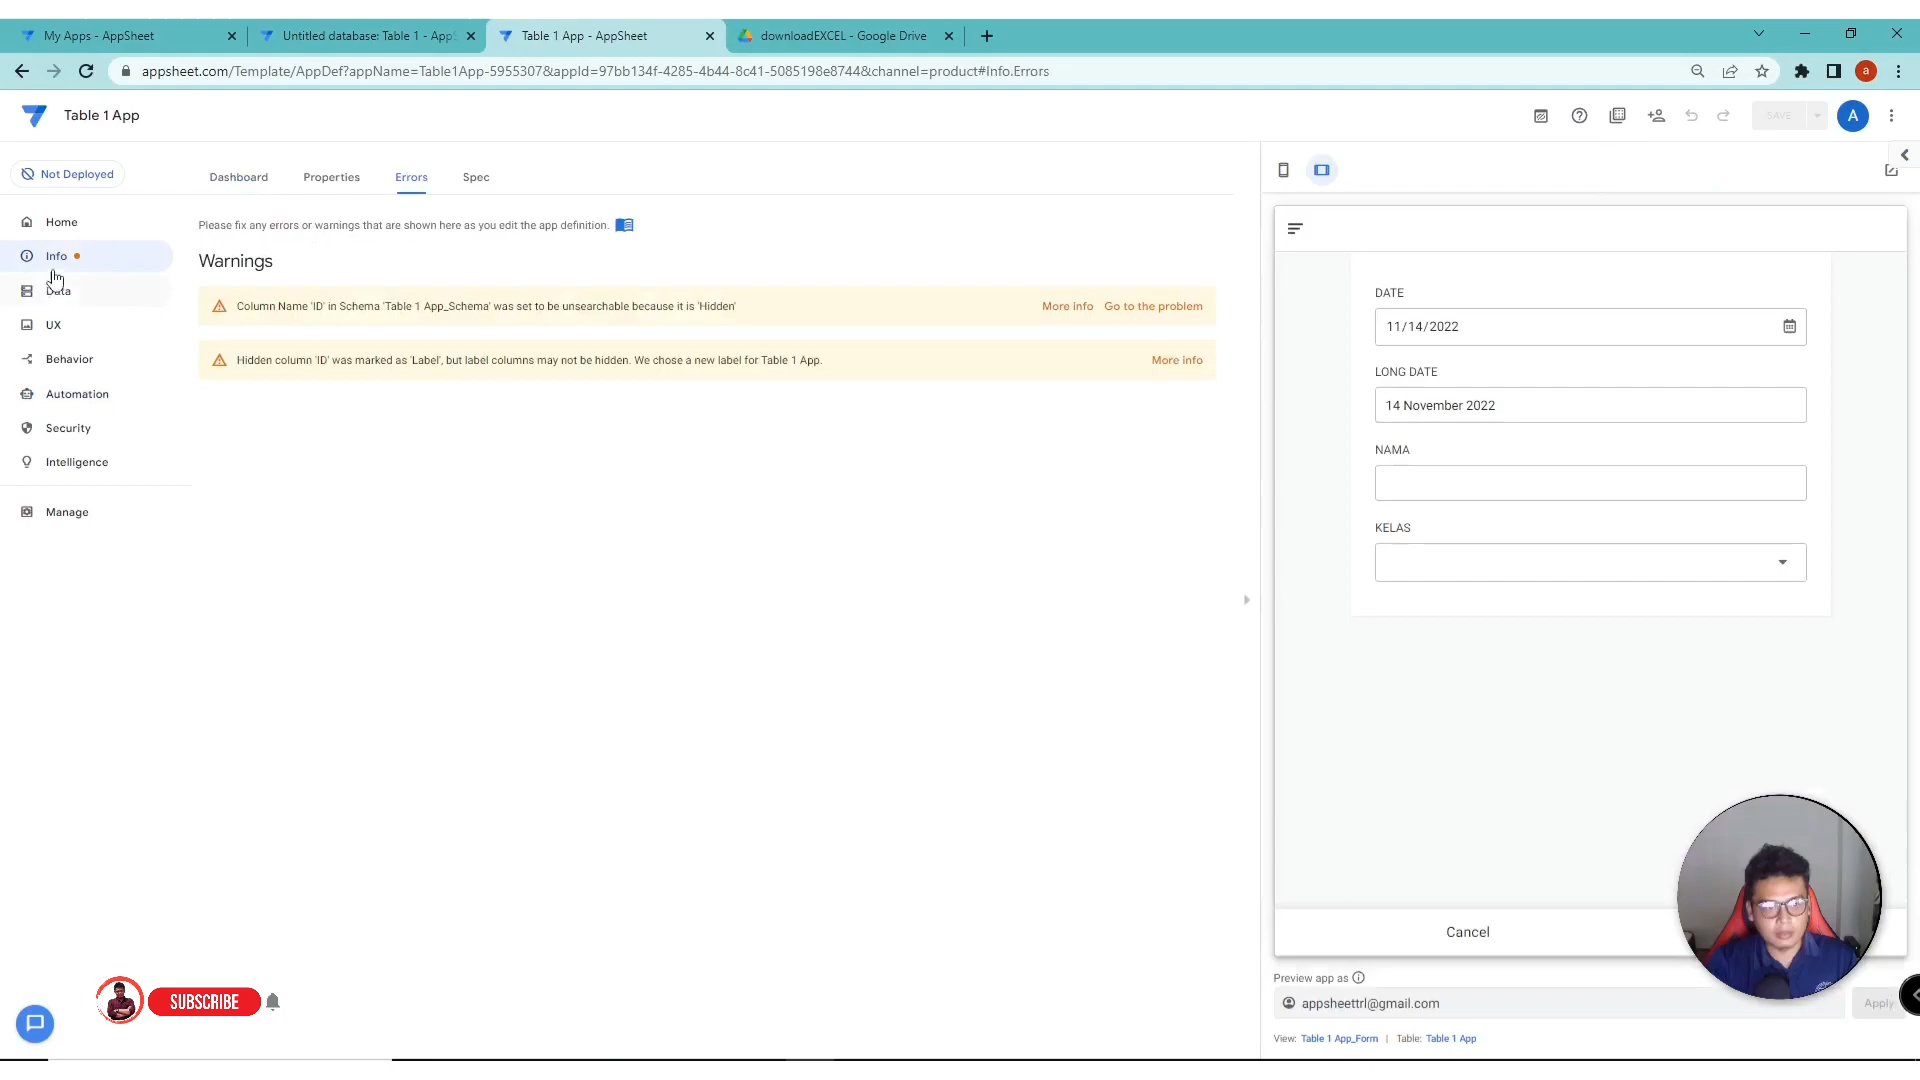 My Apps - AppSheet
Untitled database: Table 1 - AppS
Table 1 App - AppSheet
downloadEXCEL - Google Drive
appsheet.com/Template/AppDef?appName=Table1App-5955307&appId=97bb134f-4285-4b44-8c41-5085198e8744&channel=product#Info.Errors
a
Table 1 App
SAVE
A
Not Deployed
Dashboard
Properties
Errors
Spec
Home
Info
Data
UX
Behavior
Automation
Security
Intelligence
Manage
Please fix any errors or warnings that are shown here as you edit the app definition.
Warnings
Column Name 'ID' in Schema 'Table 1 App_Schema' was set to be unsearchable because it is 'Hidden'
More info
Go to the problem
Hidden column 'ID' was marked as 'Label', but label columns may not be hidden. We chose a new label for Table 1 App.
More info
DATE
11/14/2022
LONG DATE
14 November 2022
NAMA
KELAS
Cancel
Preview app as
appsheettrl@gmail.com
Apply
View: Table 1 App_Form | Table: Table 1 App
SUBSCRIBE